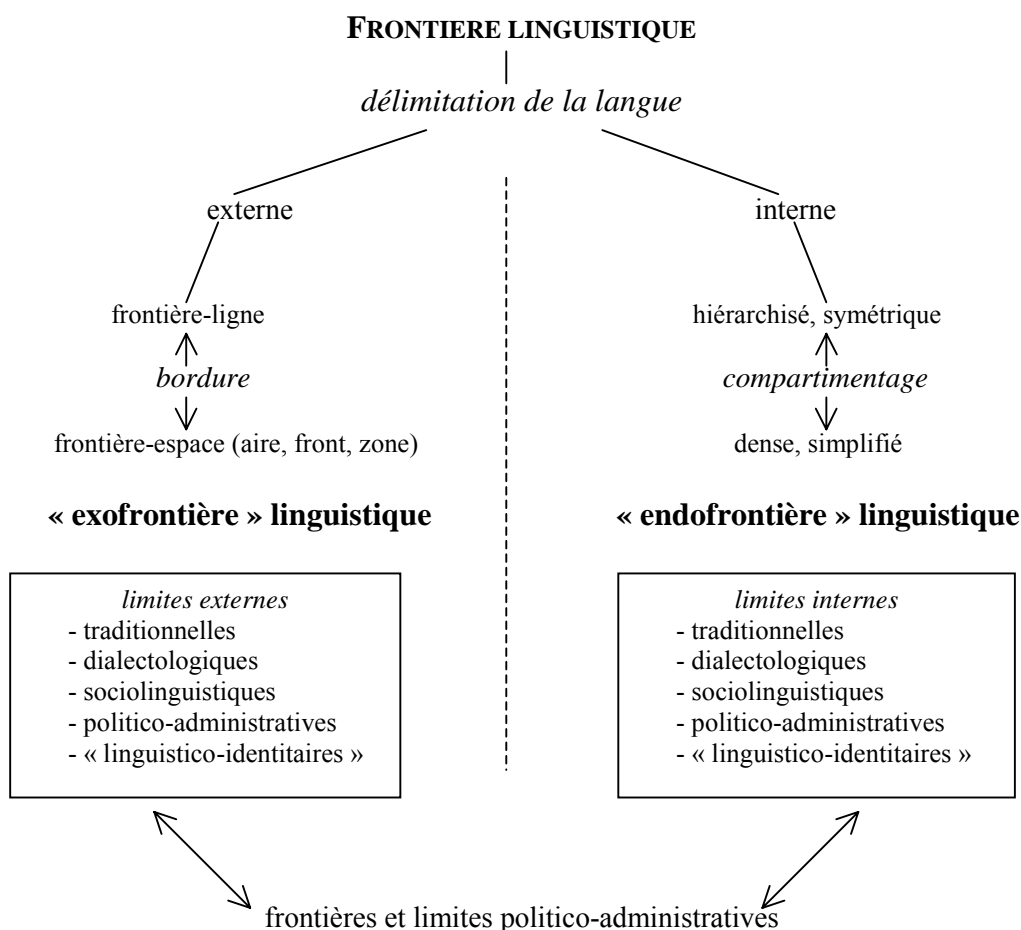 FRONTIERE LINGUISTIQUE
délimitation de la langue
externe
interne
frontière-ligne
hiérarchisé, symétrique
bordure
compartimentage
frontière-espace (aire, front, zone)
dense, simplifié
« exofrontière » linguistique
« endofrontière » linguistique
limites externes
- traditionnelles
- dialectologiques
- sociolinguistiques
- politico-administratives
- « linguistico-identitaires »
limites internes
- traditionnelles
- dialectologiques
- sociolinguistiques
- politico-administratives
- « linguistico-identitaires »
frontières et limites politico-administratives